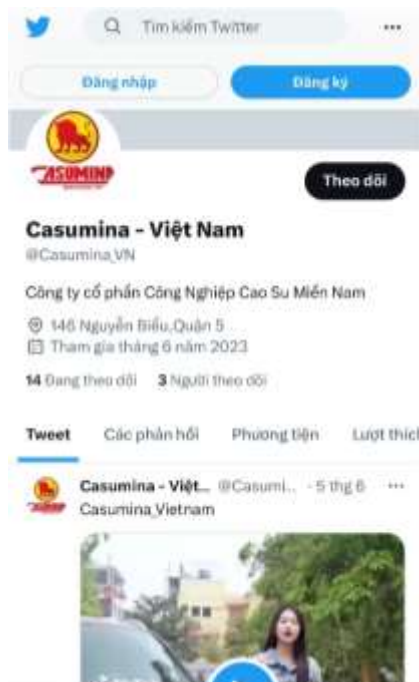 Tìm kiếm Twitter
Đăng nhập
Đăng ký
CASUMINA
Theo dõi
Casumina - Việt Nam
@Casumina_VN
Công ty cổ phần Công Nghiệp Cao Su Miền Nam
146 Nguyễn Biểu,Quận 5
Tham gia tháng 6 năm 2023
14 Đang theo dõi 3 Người theo dõi
Tweet Các phản hồi Phương tiện Lượt thích
Casumina - Việt... @Casumi... · 5 thg 6
Casumina_Vietnam